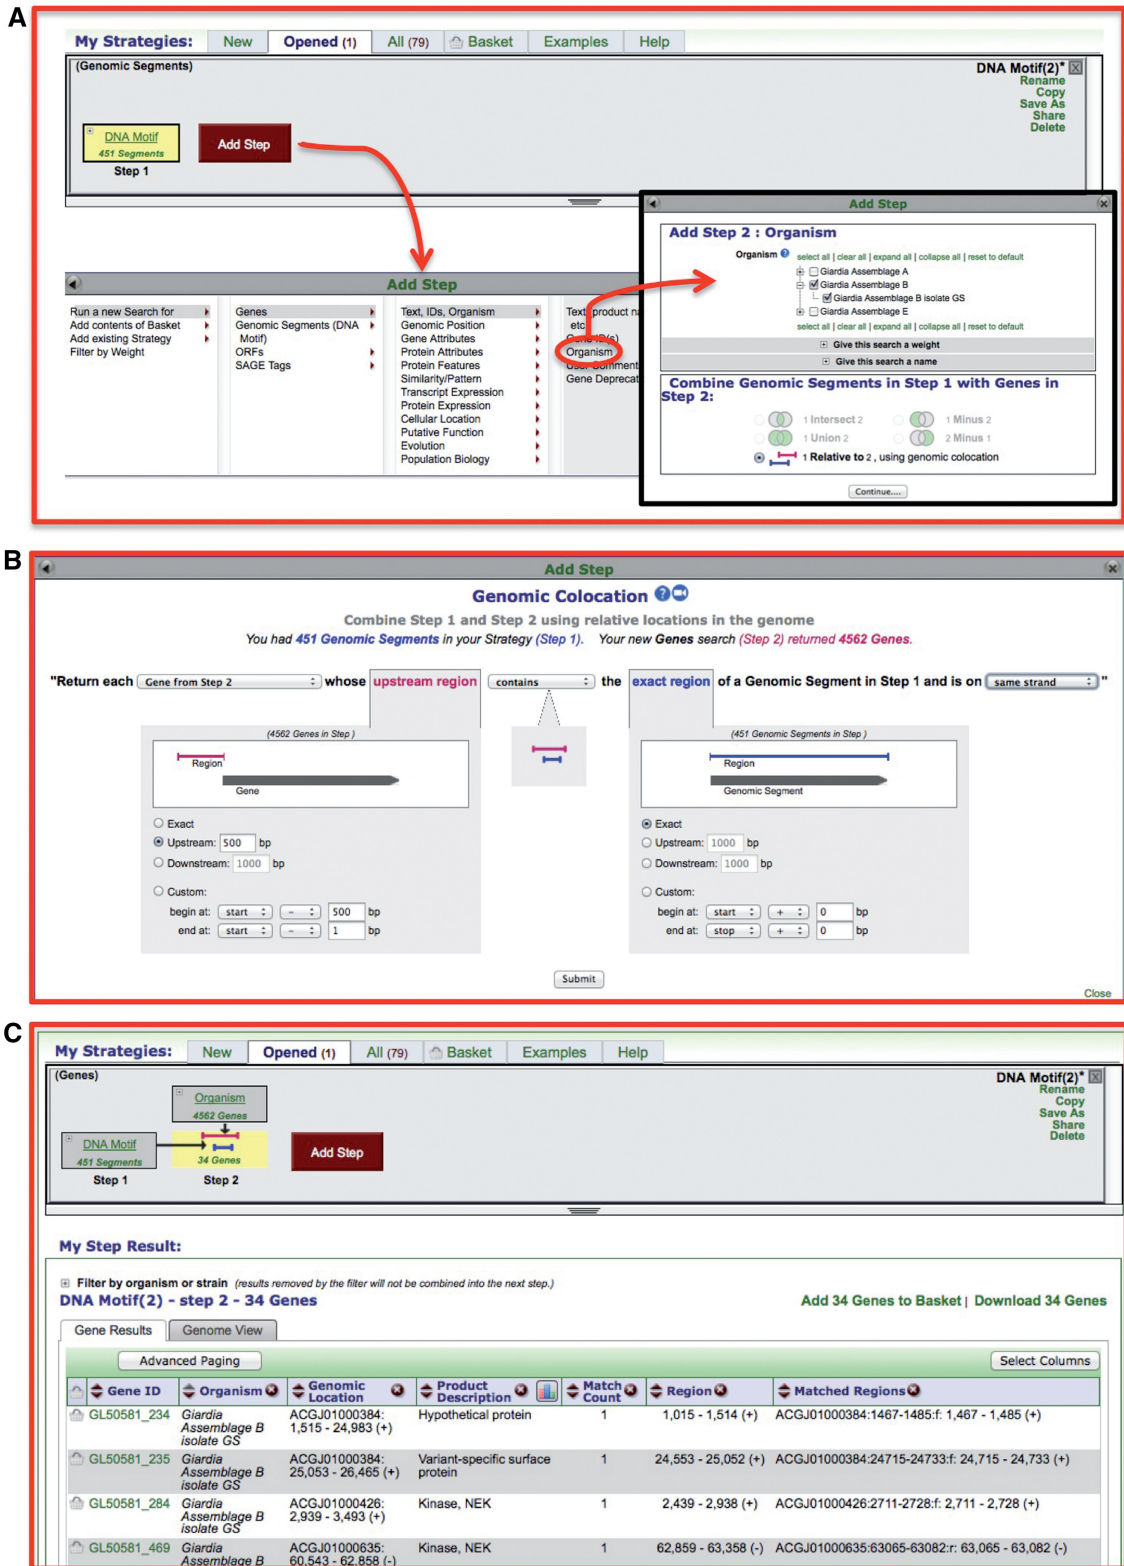 A
My Strategies: New Opened (1) All (79) Basket Examples Help
(Genomic Segments)
DNA Motif(2)*
Rename
Copy
Save As
Share
Delete
DNA Motif
451 Segments
Step 1
Add Step
Add Step
Run a new Search for
Add contents of Basket
Add existing Strategy
Filter by Weight
Genes
Genomic Segments (DNA
Motif)
ORFs
SAGE Tags
Text, IDs, Organism
Genomic Position
Gene Attributes
Protein Attributes
Protein Features
Similarity/Pattern
Transcript Expression
Protein Expression
Cellular Location
Putative Function
Evolution
Population Biology
Text, product na
etc
Organism
User Comment
Gene Deprecat
Add Step
Add Step 2 : Organism
Organism
select all | clear all | expand all | collapse all | reset to default
Giardia Assemblage A
Giardia Assemblage B
Giardia Assemblage B isolate GS
Giardia Assemblage E
select all | clear all | expand all | collapse all | reset to default
Give this search a weight
Give this search a name
Combine Genomic Segments in Step 1 with Genes in
Step 2:
1 Intersect 2 1 Minus 2
1 Union 2 2 Minus 1
1 Relative to 2 , using genomic colocation
Continue....
B
Add Step
Genomic Colocation
Combine Step 1 and Step 2 using relative locations in the genome
You had 451 Genomic Segments in your Strategy (Step 1). Your new Genes search (Step 2) returned 4562 Genes.
"Return each Gene from Step 2 whose upstream region contains the exact region of a Genomic Segment in Step 1 and is on same strand "
(4562 Genes in Step )
Region
Gene
Exact
Upstream: 500 bp
Downstream: 1000 bp
Custom:
begin at: start - 500 bp
end at: start - 1 bp
(451 Genomic Segments in Step )
Region
Genomic Segment
Exact
Upstream: 1000 bp
Downstream: 1000 bp
Custom:
begin at: start + 0 bp
end at: stop + 0 bp
Submit
Close
C
My Strategies: New Opened (1) All (79) Basket Examples Help
(Genes)
DNA Motif(2)*
Rename
Copy
Save As
Share
Delete
Organism
4562 Genes
DNA Motif
451 Segments
34 Genes
Step 1 Step 2
Add Step
My Step Result:
Filter by organism or strain (results removed by the filter will not be combined into the next step.)
DNA Motif(2) - step 2 - 34 Genes
Add 34 Genes to Basket | Download 34 Genes
Gene Results Genome View
Advanced Paging Select Columns
Gene ID Organism Genomic Location Product Description Match Count Region Matched Regions
GL50581_234 Giardia ACGJ01000384: Hypothetical protein 1 1,015 - 1,514 (+) ACGJ01000384:1467-1485:f: 1,467 - 1,485 (+)
Assemblage B 1,515 - 24,983 (+)
isolate GS
GL50581_235 Giardia ACGJ01000384: Variant-specific surface 1 24,553 - 25,052 (+) ACGJ01000384:24715-24733:f: 24,715 - 24,733 (+)
Assemblage B 25,053 - 26,465 (+) protein
isolate GS
GL50581_284 Giardia ACGJ01000426: Kinase, NEK 1 2,439 - 2,938 (+) ACGJ01000426:2711-2728:f: 2,711 - 2,728 (+)
Assemblage B 2,939 - 3,493 (+)
isolate GS
GL50581_469 Giardia ACGJ01000635: Kinase, NEK 1 62,859 - 63,358 (-) ACGJ01000635:63065-63082:r: 63,065 - 63,082 (-)
Assemblage B 60,543 - 62,858 (-)